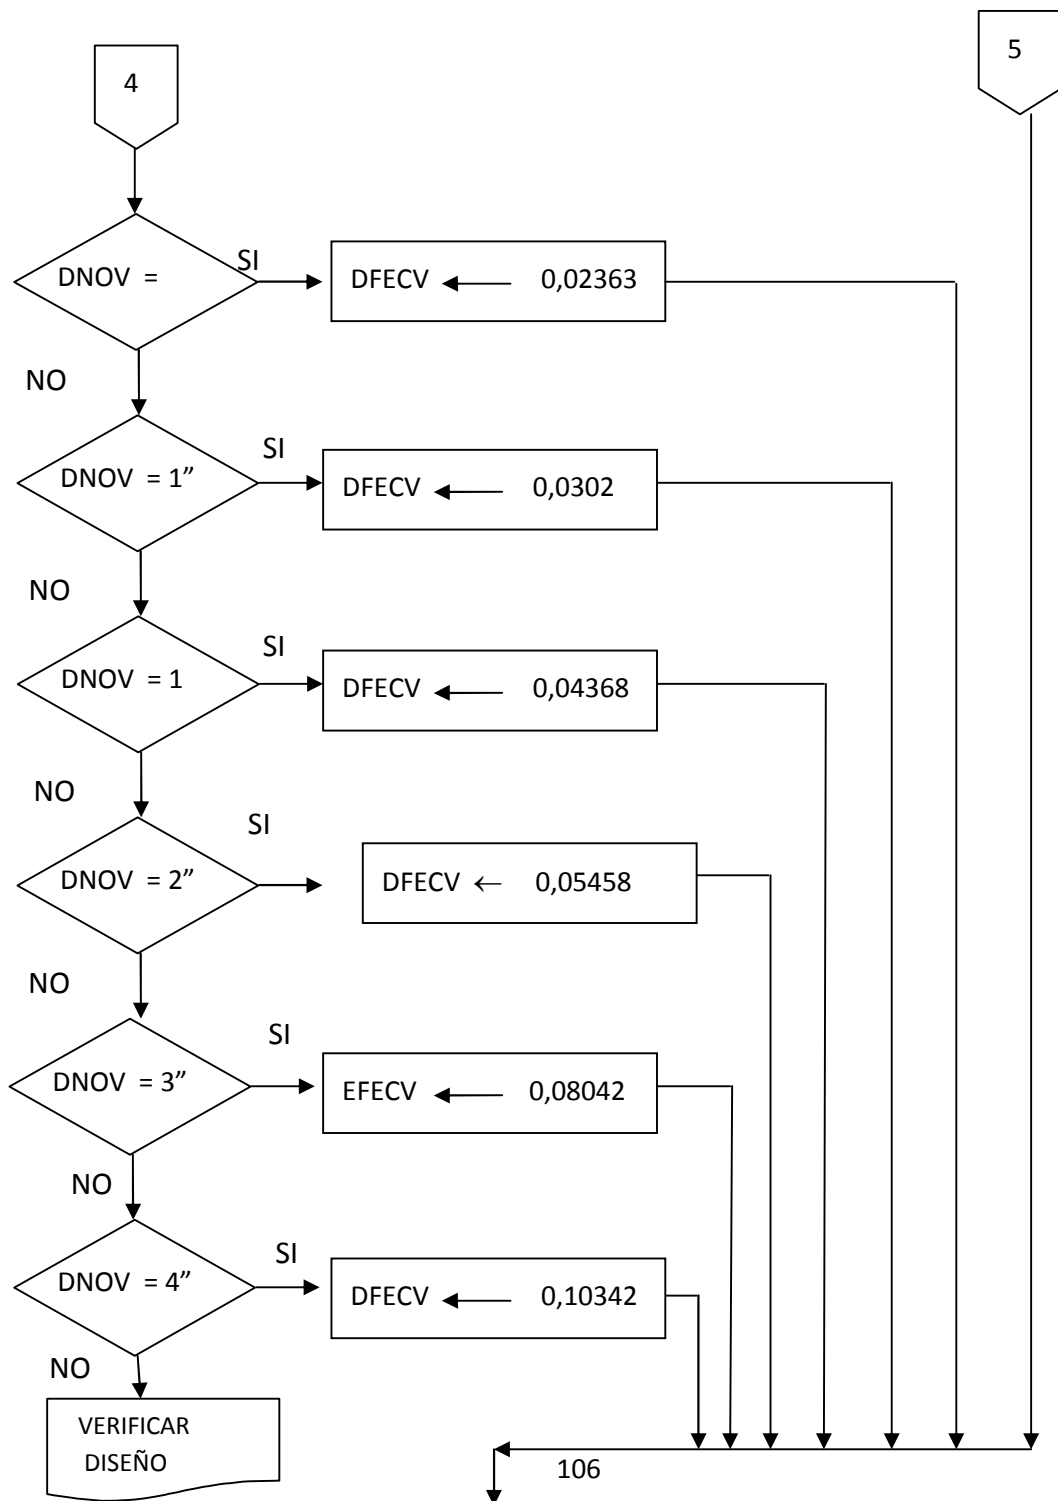 4
5
DNOV =
SI
DFECV ← 0,02363
NO
DNOV = 1”
SI
DFECV ← 0,0302
NO
DNOV = 1
SI
DFECV ← 0,04368
NO
DNOV = 2”
SI
DFECV ← 0,05458
NO
DNOV = 3”
SI
EFECV ← 0,08042
NO
DNOV = 4”
SI
DFECV ← 0,10342
NO
VERIFICAR
DISEÑO
106